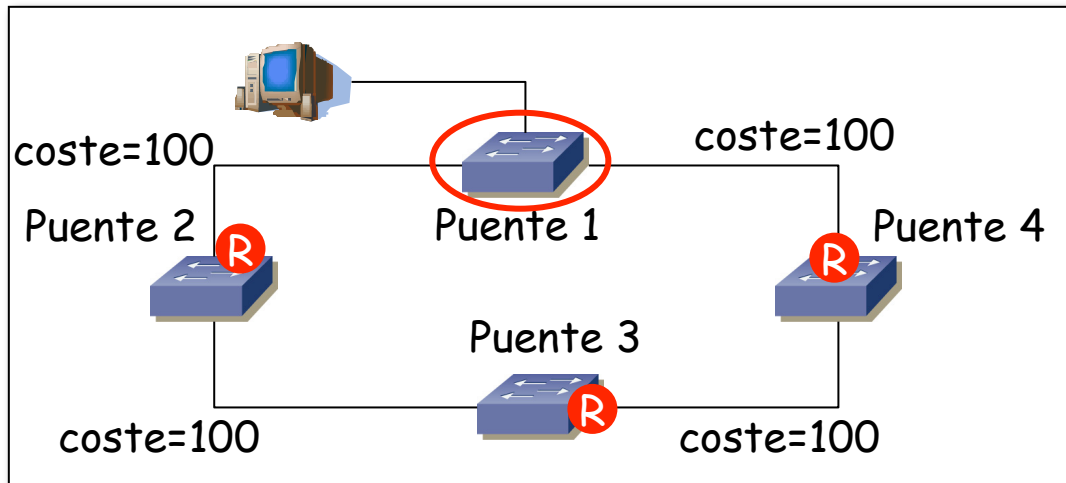 coste=100
coste=100
Puente 2
R
Puente 1
R
Puente 4
Puente 3
R
coste=100
coste=100